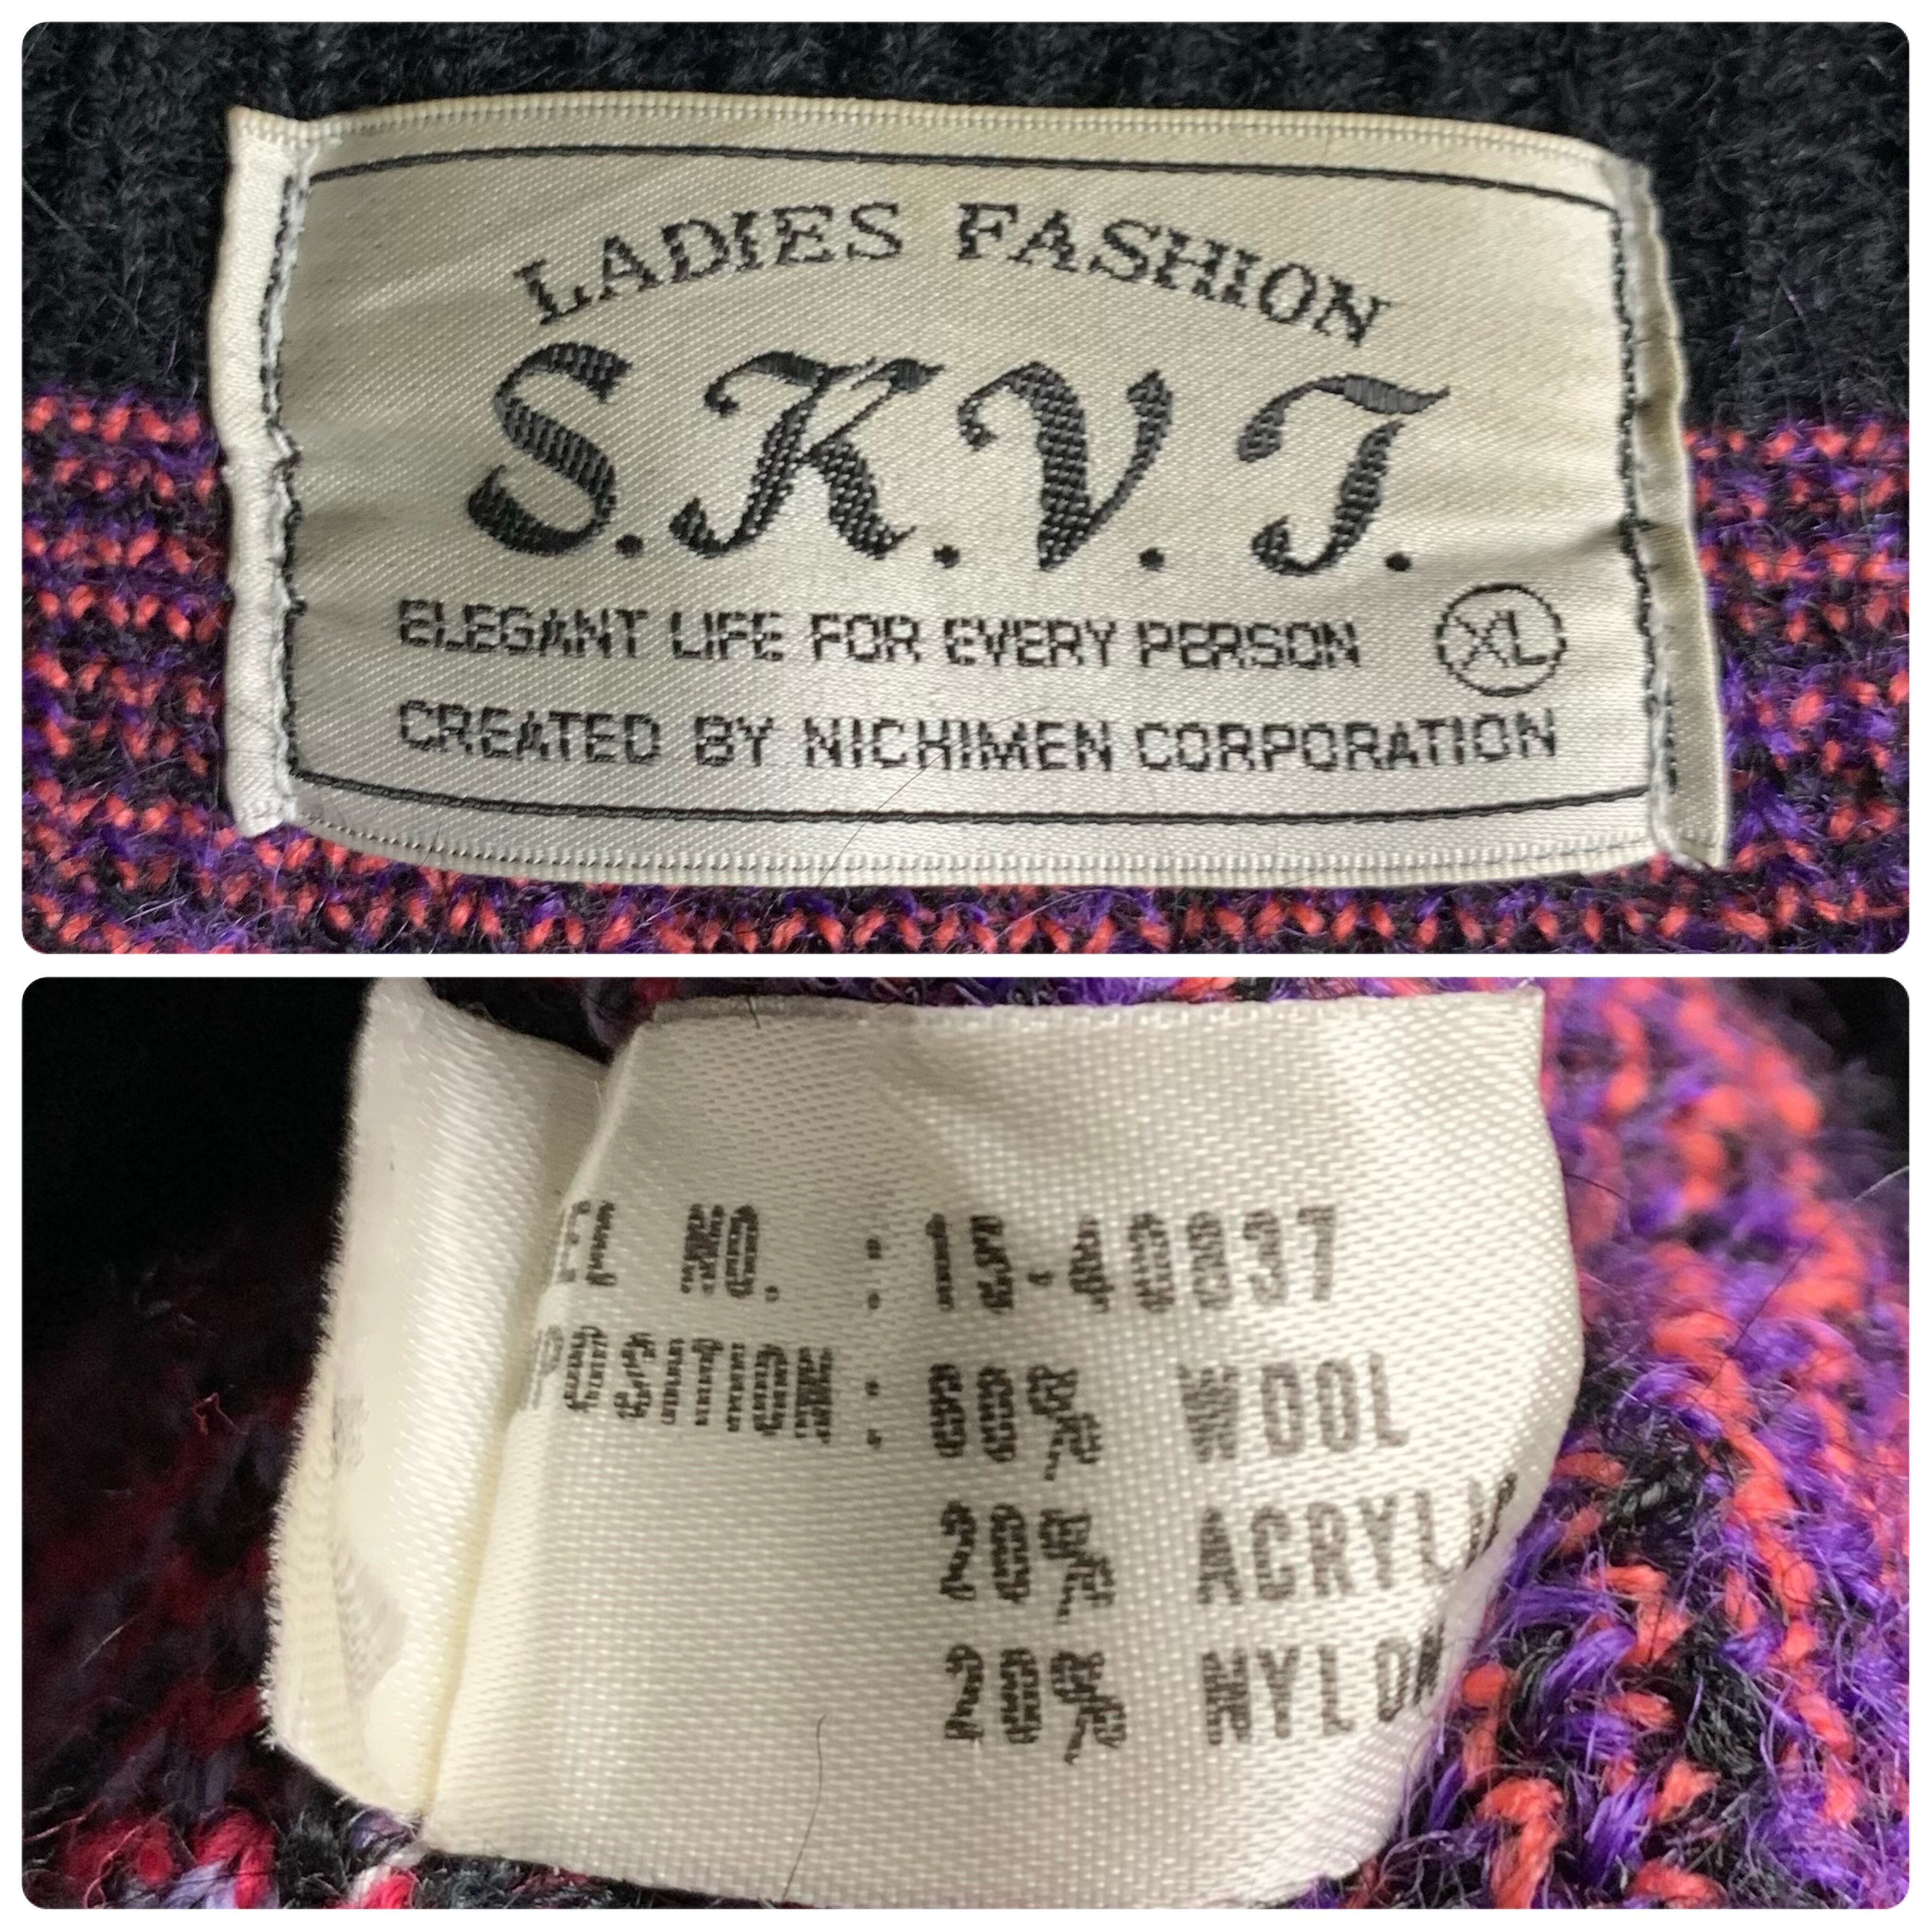 LADIES FASHION
S.K.V.T.
ELEGANT LIFE FOR EVERY PERSON XL
CREATED BY NICHIMEN CORPORATION
EL NO. : 15-40837
POSITION : 60% WOOL
20% ACRYLIC
20% NYLON